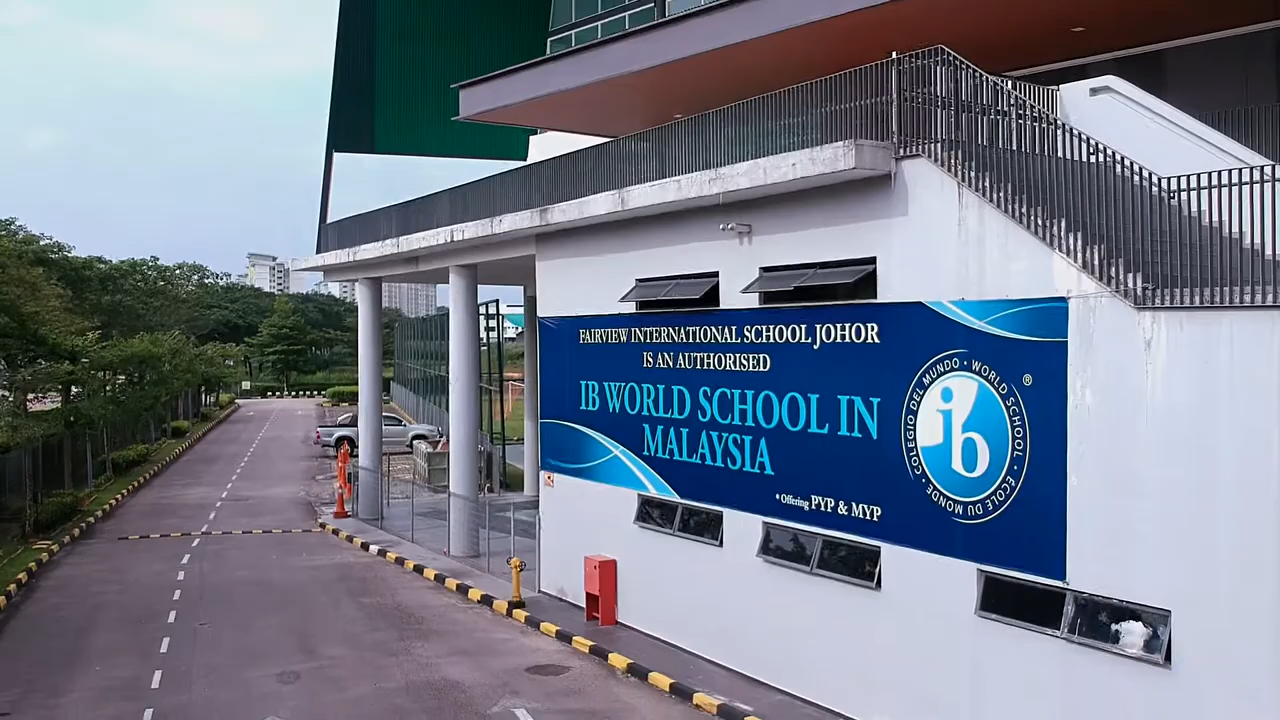 FAIRVIEW INTERNATIONAL SCHOOL JOHOR
IS AN AUTHORISED
IB WORLD SCHOOL IN
MALAYSIA
* Offering PYP & MYP
COLEGIO DEL MUNDO · WORLD SCHOOL · ECOLE DU MONDE ·
ib
®